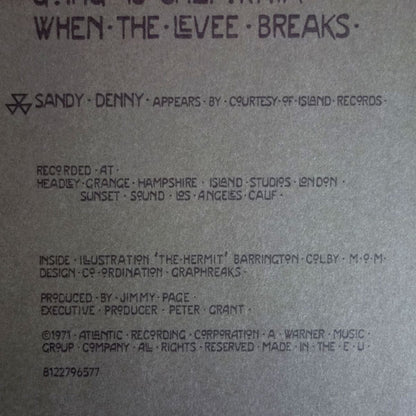 WHEN·THE·LEVEE·BREAKS·
SANDY·DENNY·APPEARS·BY·COURTESY·OF·ISLAND·RECORDS·
RECORDED·AT·
HEADLEY·GRANGE·HAMPSHIRE·ISLAND·STUDIOS·LONDON·
SUNSET·SOUND·LOS·ANGELES·CALIF·
INSIDE·ILLUSTRATION 'THE·HERMIT' BARRINGTON·COLBY·M·O·M·
DESIGN·CO-ORDINATION·GRAPHREAKS·
PRODUCED·BY·JIMMY·PAGE·
EXECUTIVE·PRODUCER·PETER·GRANT·
©1971·ATLANTIC·RECORDING·CORPORATION·A·WARNER·MUSIC·
GROUP·COMPANY·ALL·RIGHTS·RESERVED·MADE·IN·THE·E·U·
8122796577